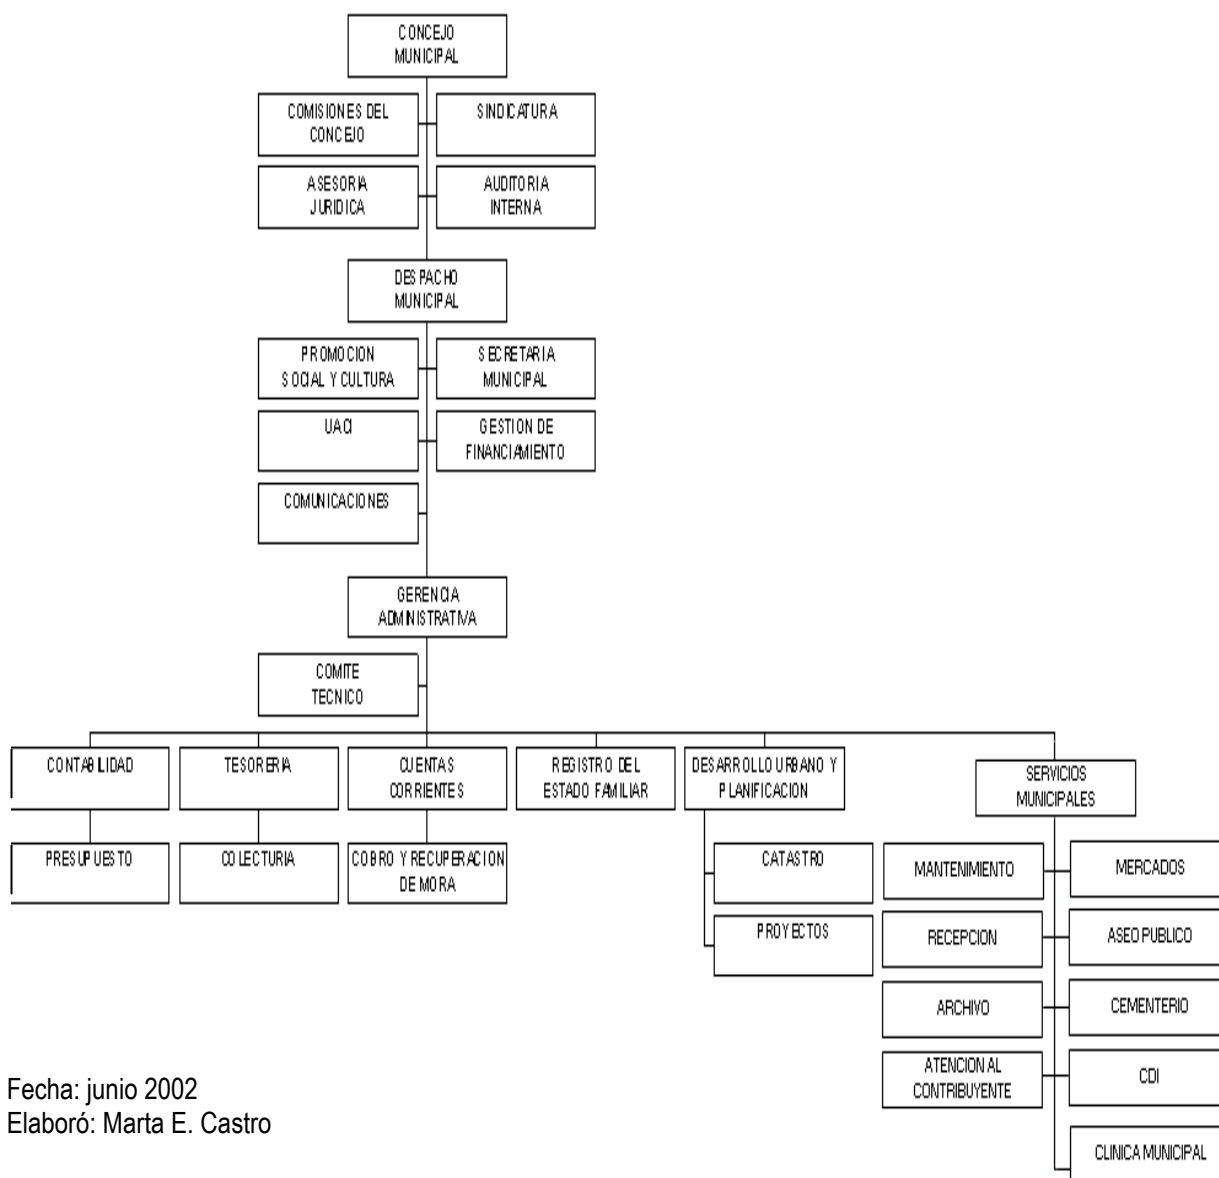 CONCEJO
MUNICIPAL
COMISIONES DEL
CONCEJO
SINDICATURA
ASESORIA
JURIDICA
AUDITORIA
INTERNA
DESPACHO
MUNICIPAL
PROMOCION
SOCIAL Y CULTURA
SECRETARIA
MUNICIPAL
UACI
GESTION DE
FINANCIAMIENTO
COMUNICACIONES
GERENCIA
ADMINISTRATIVA
COMITE
TECNICO
CONTABILIDAD
TESORERIA
CUENTAS
CORRIENTES
REGISTRO DEL
ESTADO FAMILIAR
DESARROLLO URBANO Y
PLANIFICACION
SERVICIOS
MUNICIPALES
PRESUPUESTO
COLECTURIA
COBRO Y RECUPERACION
DE MORA
CATASTRO
PROYECTOS
MANTENIMIENTO
MERCADOS
RECEPCION
ASEO PUBLICO
ARCHIVO
CEMENTERIO
ATENCION AL
CONTRIBUYENTE
CDI
CLINICA MUNICIPAL
Fecha: junio 2002
Elaboró: Marta E. Castro